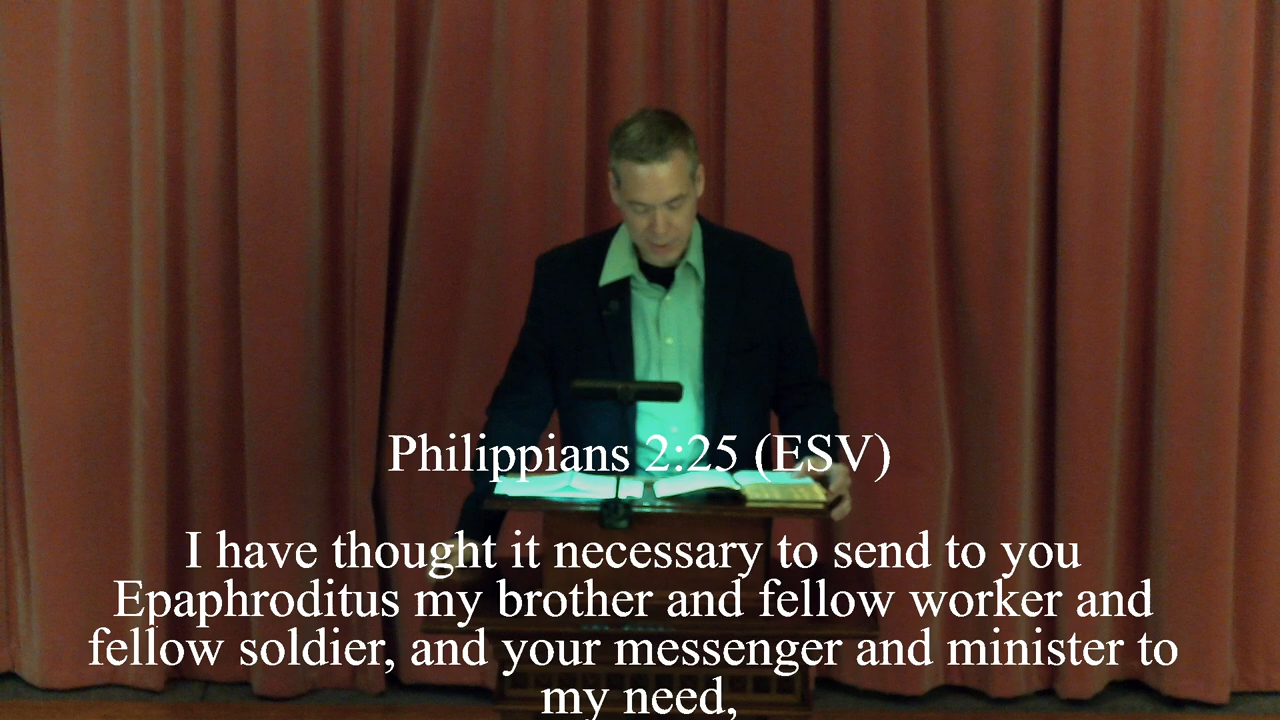 Philippians 2:25 (ESV)
I have thought it necessary to send to you
Epaphroditus my brother and fellow worker and
fellow soldier, and your messenger and minister to
my need,